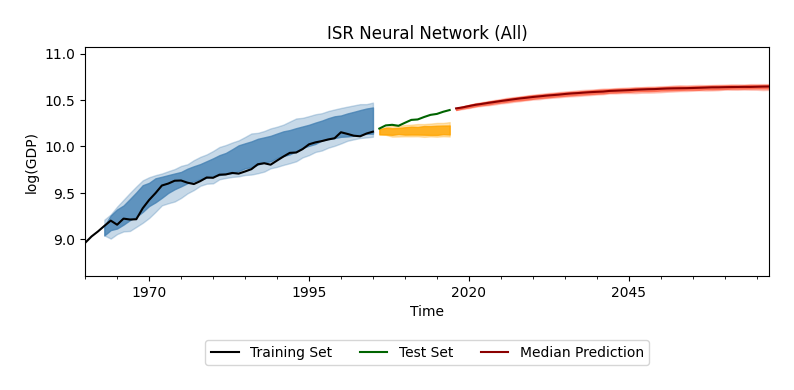 ISR Neural Network (All)
11.0
10.5
10.0
9.5
9.0
log(GDP)
1970 1995 2020 2045
Time
Training Set Test Set Median Prediction